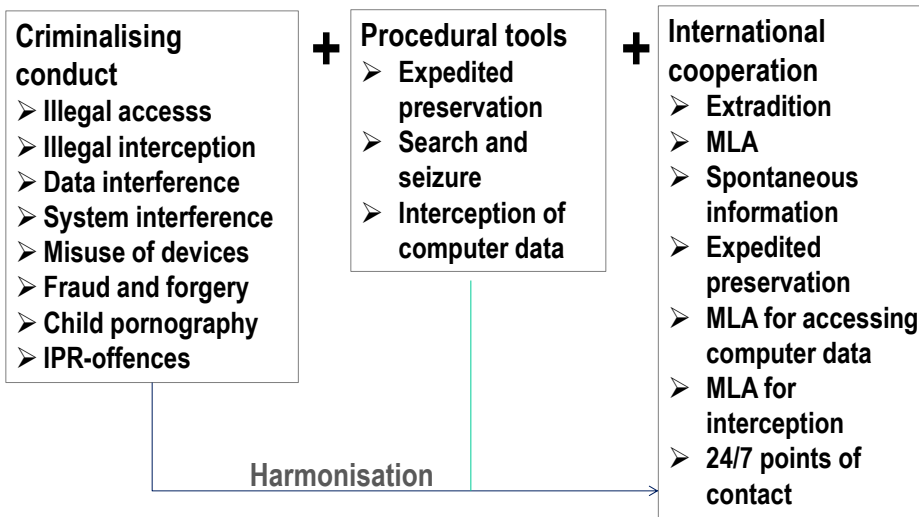 Criminalising
conduct
➢ Illegal accesss
➢ Illegal interception
➢ Data interference
➢ System interference
➢ Misuse of devices
➢ Fraud and forgery
➢ Child pornography
➢ IPR-offences
+
Procedural tools
➢ Expedited
preservation
➢ Search and
seizure
➢ Interception of
computer data
+
International
cooperation
➢ Extradition
➢ MLA
➢ Spontaneous
information
➢ Expedited
preservation
➢ MLA for accessing
computer data
➢ MLA for
interception
➢ 24/7 points of
contact
Harmonisation